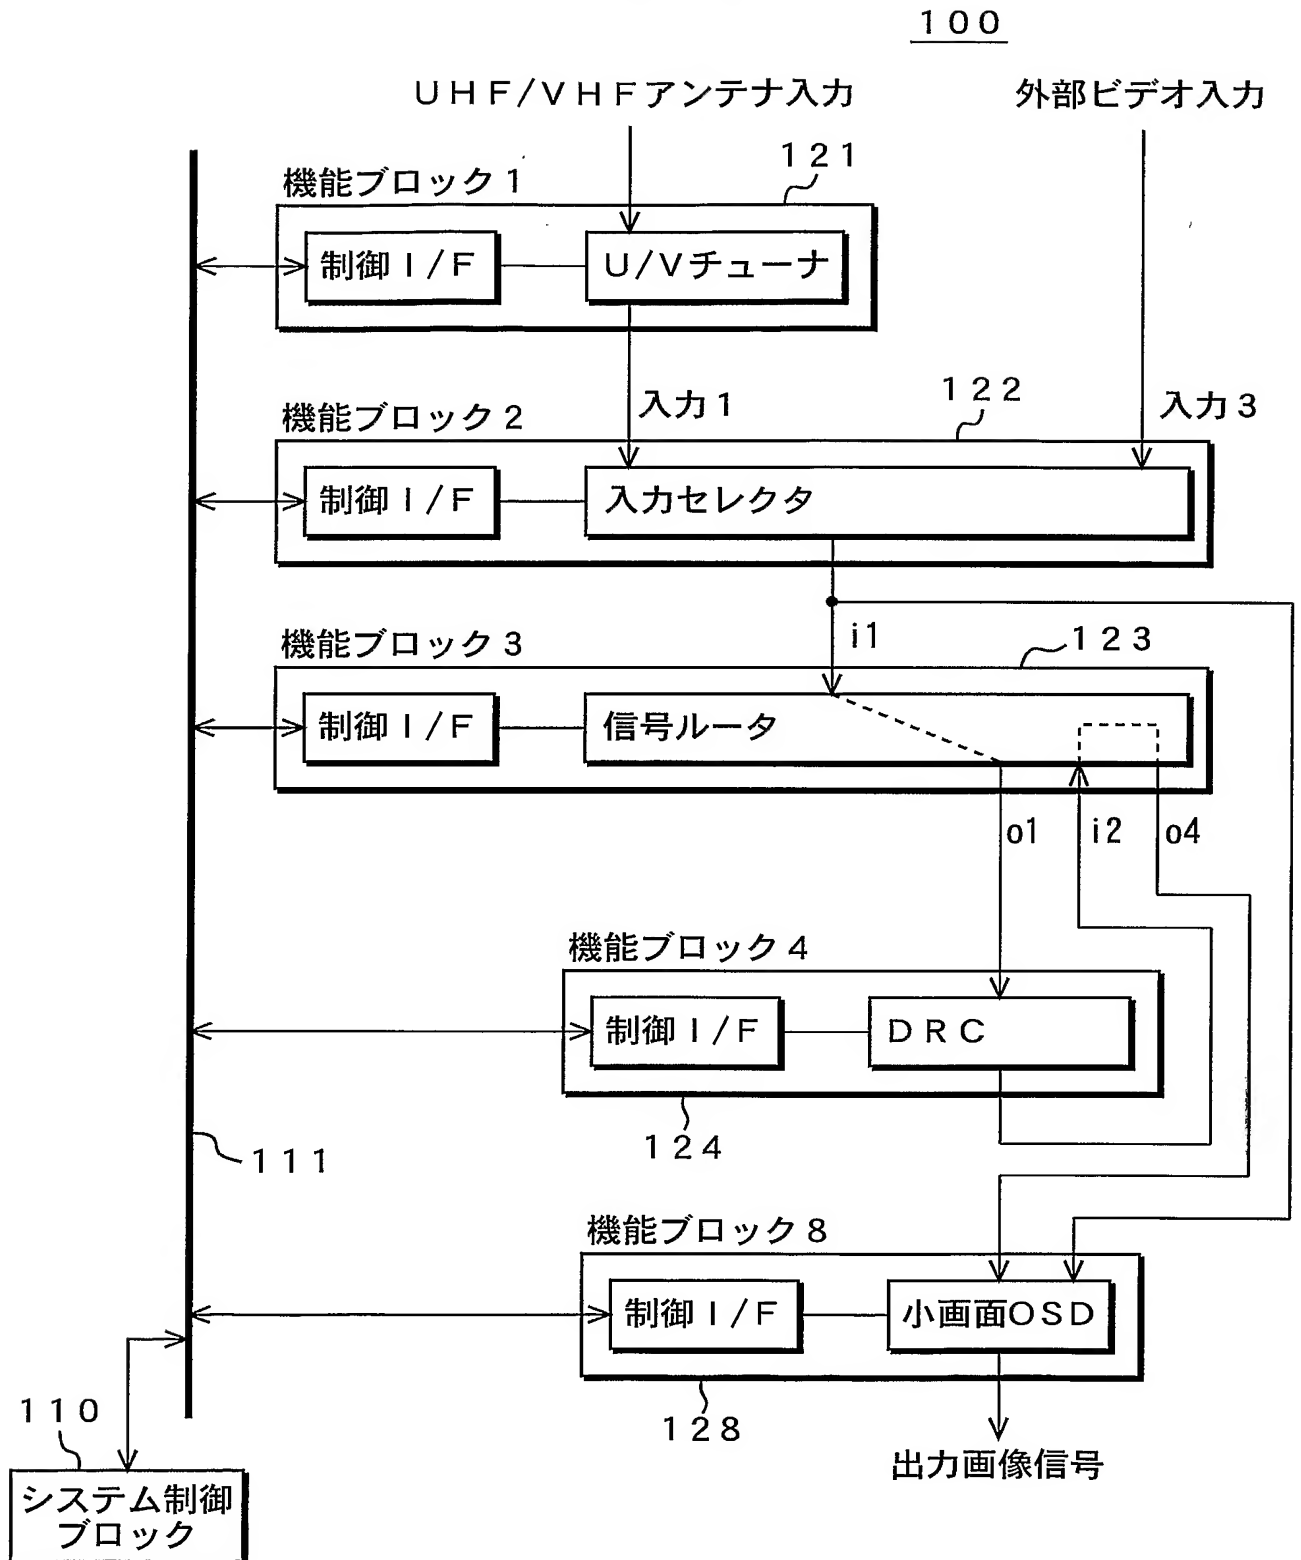 １００
ＵＨＦ/ＶＨＦアンテナ入力
外部ビデオ入力
機能ブロック１
１２１
制御Ｉ/Ｆ
Ｕ/Ｖチューナ
入力１
入力３
機能ブロック２
１２２
制御Ｉ/Ｆ
入力セレクタ
i1
機能ブロック３
１２３
制御Ｉ/Ｆ
信号ルータ
o1
i2
o4
機能ブロック４
制御Ｉ/Ｆ
ＤＲＣ
１２４
１１１
機能ブロック８
制御Ｉ/Ｆ
小画面ＯＳＤ
１２８
１１０
出力画像信号
システム制御
ブロック